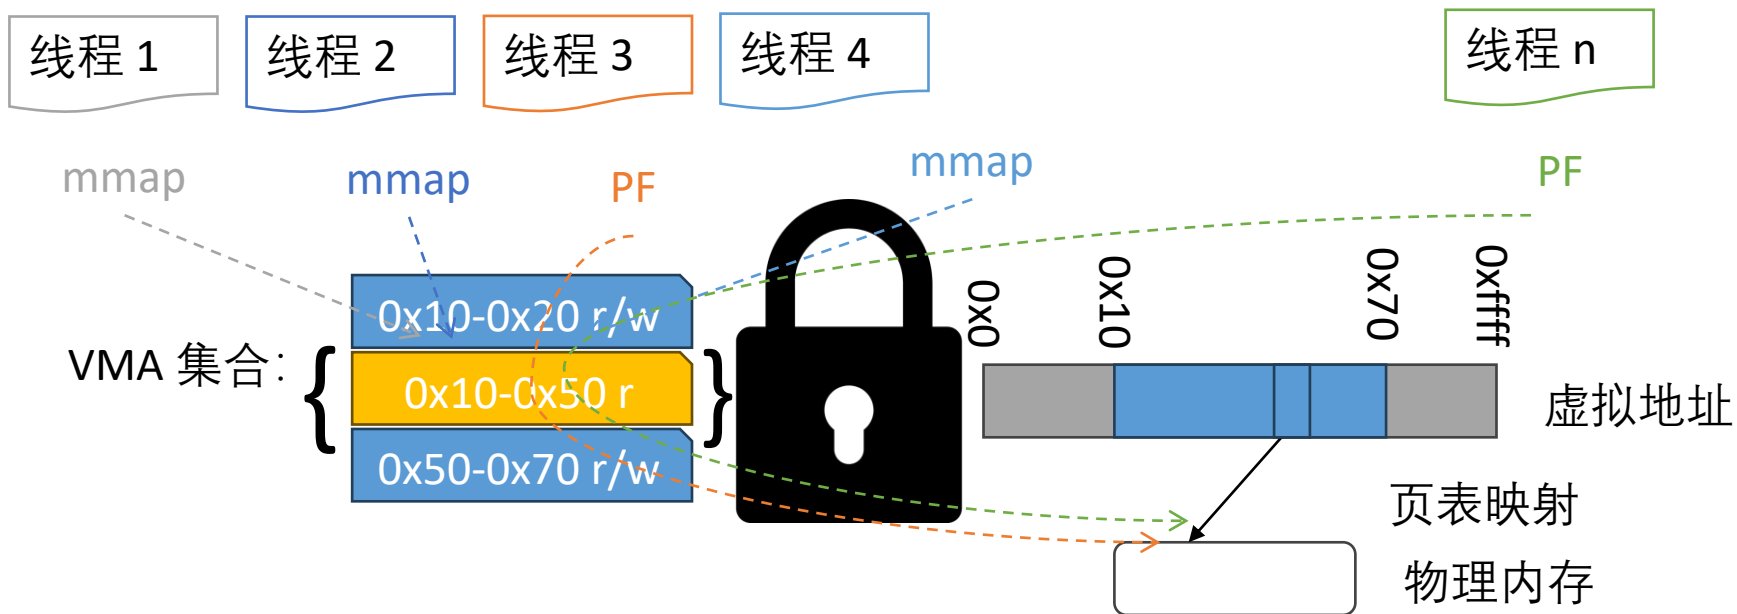 线程 1
线程 2
线程 3
线程 4
线程 n
mmap
mmap
PF
mmap
PF
0x0
0x10
0x70
0xffff
VMA 集合：
{
0x10-0x20 r/w
0x10-0x50 r
0x50-0x70 r/w
}
虚拟地址
页表映射
物理内存